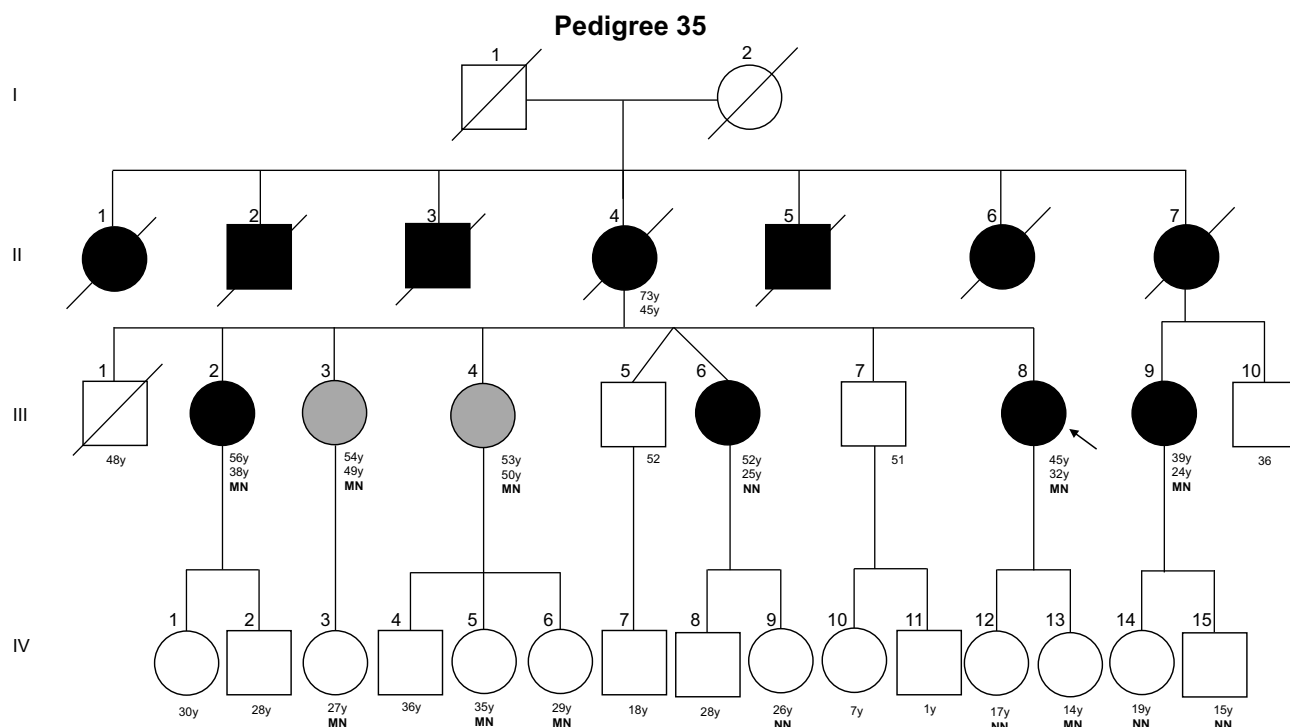 Pedigree 35
1 2
I
1 2 3 4 5 6 7
II
73y
45y
1 2 3 4 5 6 7 8 9 10
III
48y 56y 54y 53y 52 52y 51 45y 39y 36
38y 49y 50y 25y 32y 24y
MN MN MN NN MN MN
1 2 3 4 5 6 7 8 9 10 11 12 13 14 15
IV
30y 28y 27y 36y 35y 29y 18y 28y 26y 7y 1y 17y 14y 19y 15y
MN MN MN NN NN MN NN NN